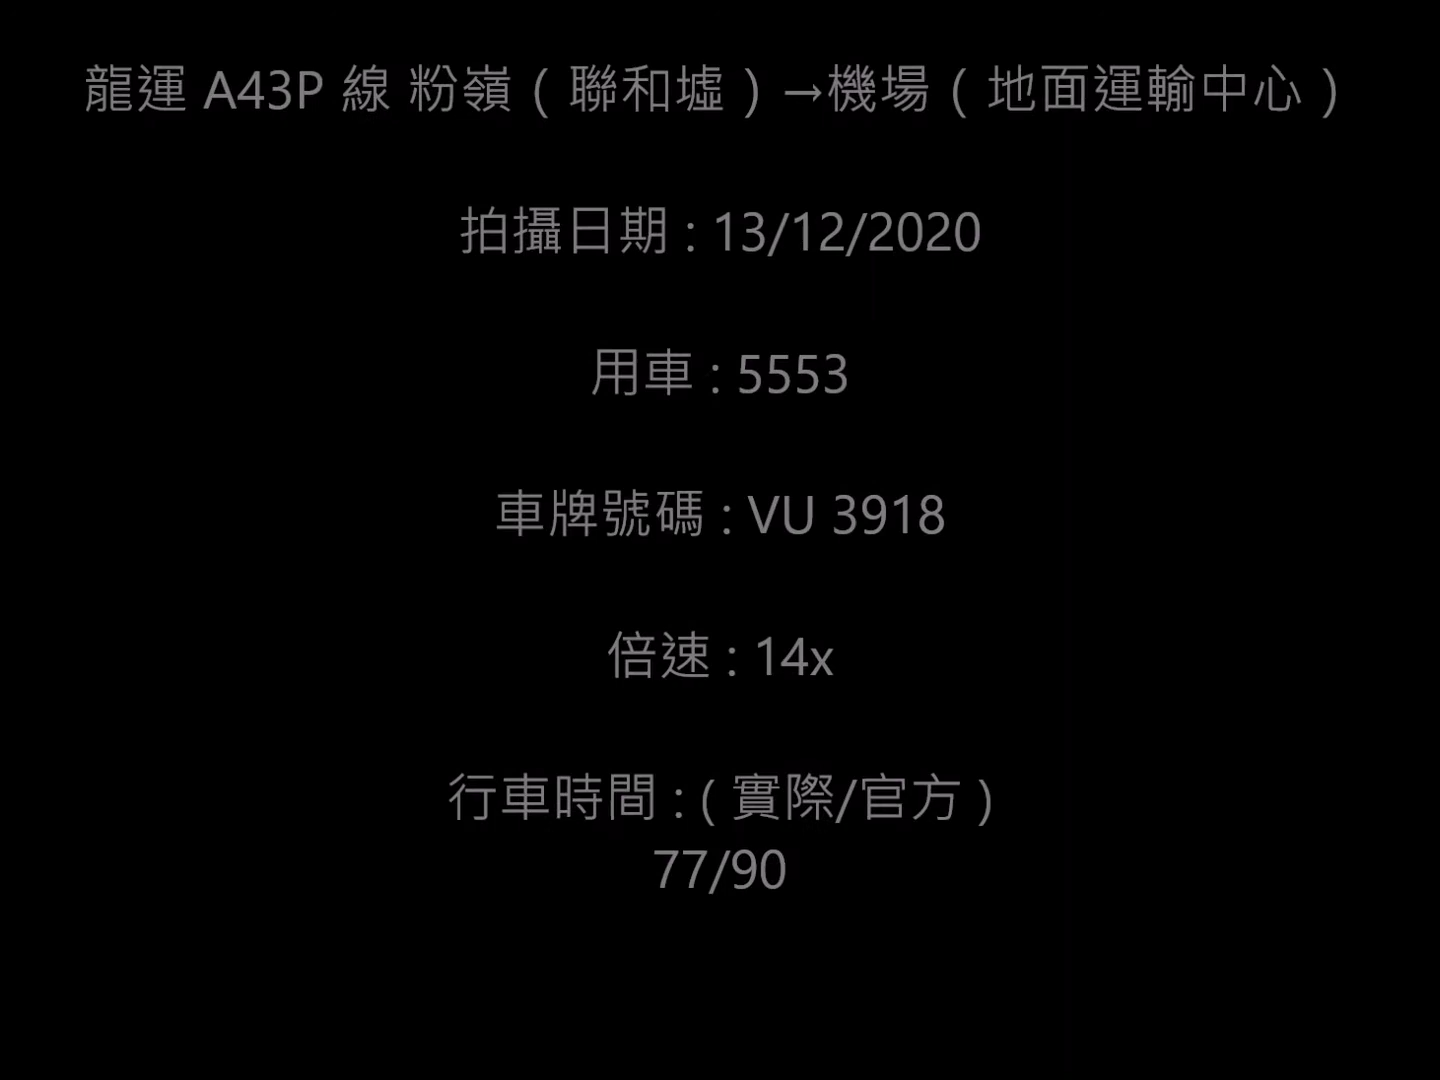 龍運 A43P 線 粉嶺（聯和墟）→機場（地面運輸中心）
拍攝日期 : 13/12/2020
用車 : 5553
車牌號碼 : VU 3918
倍速 : 14x
行車時間 : ( 實際/官方 )
77/90